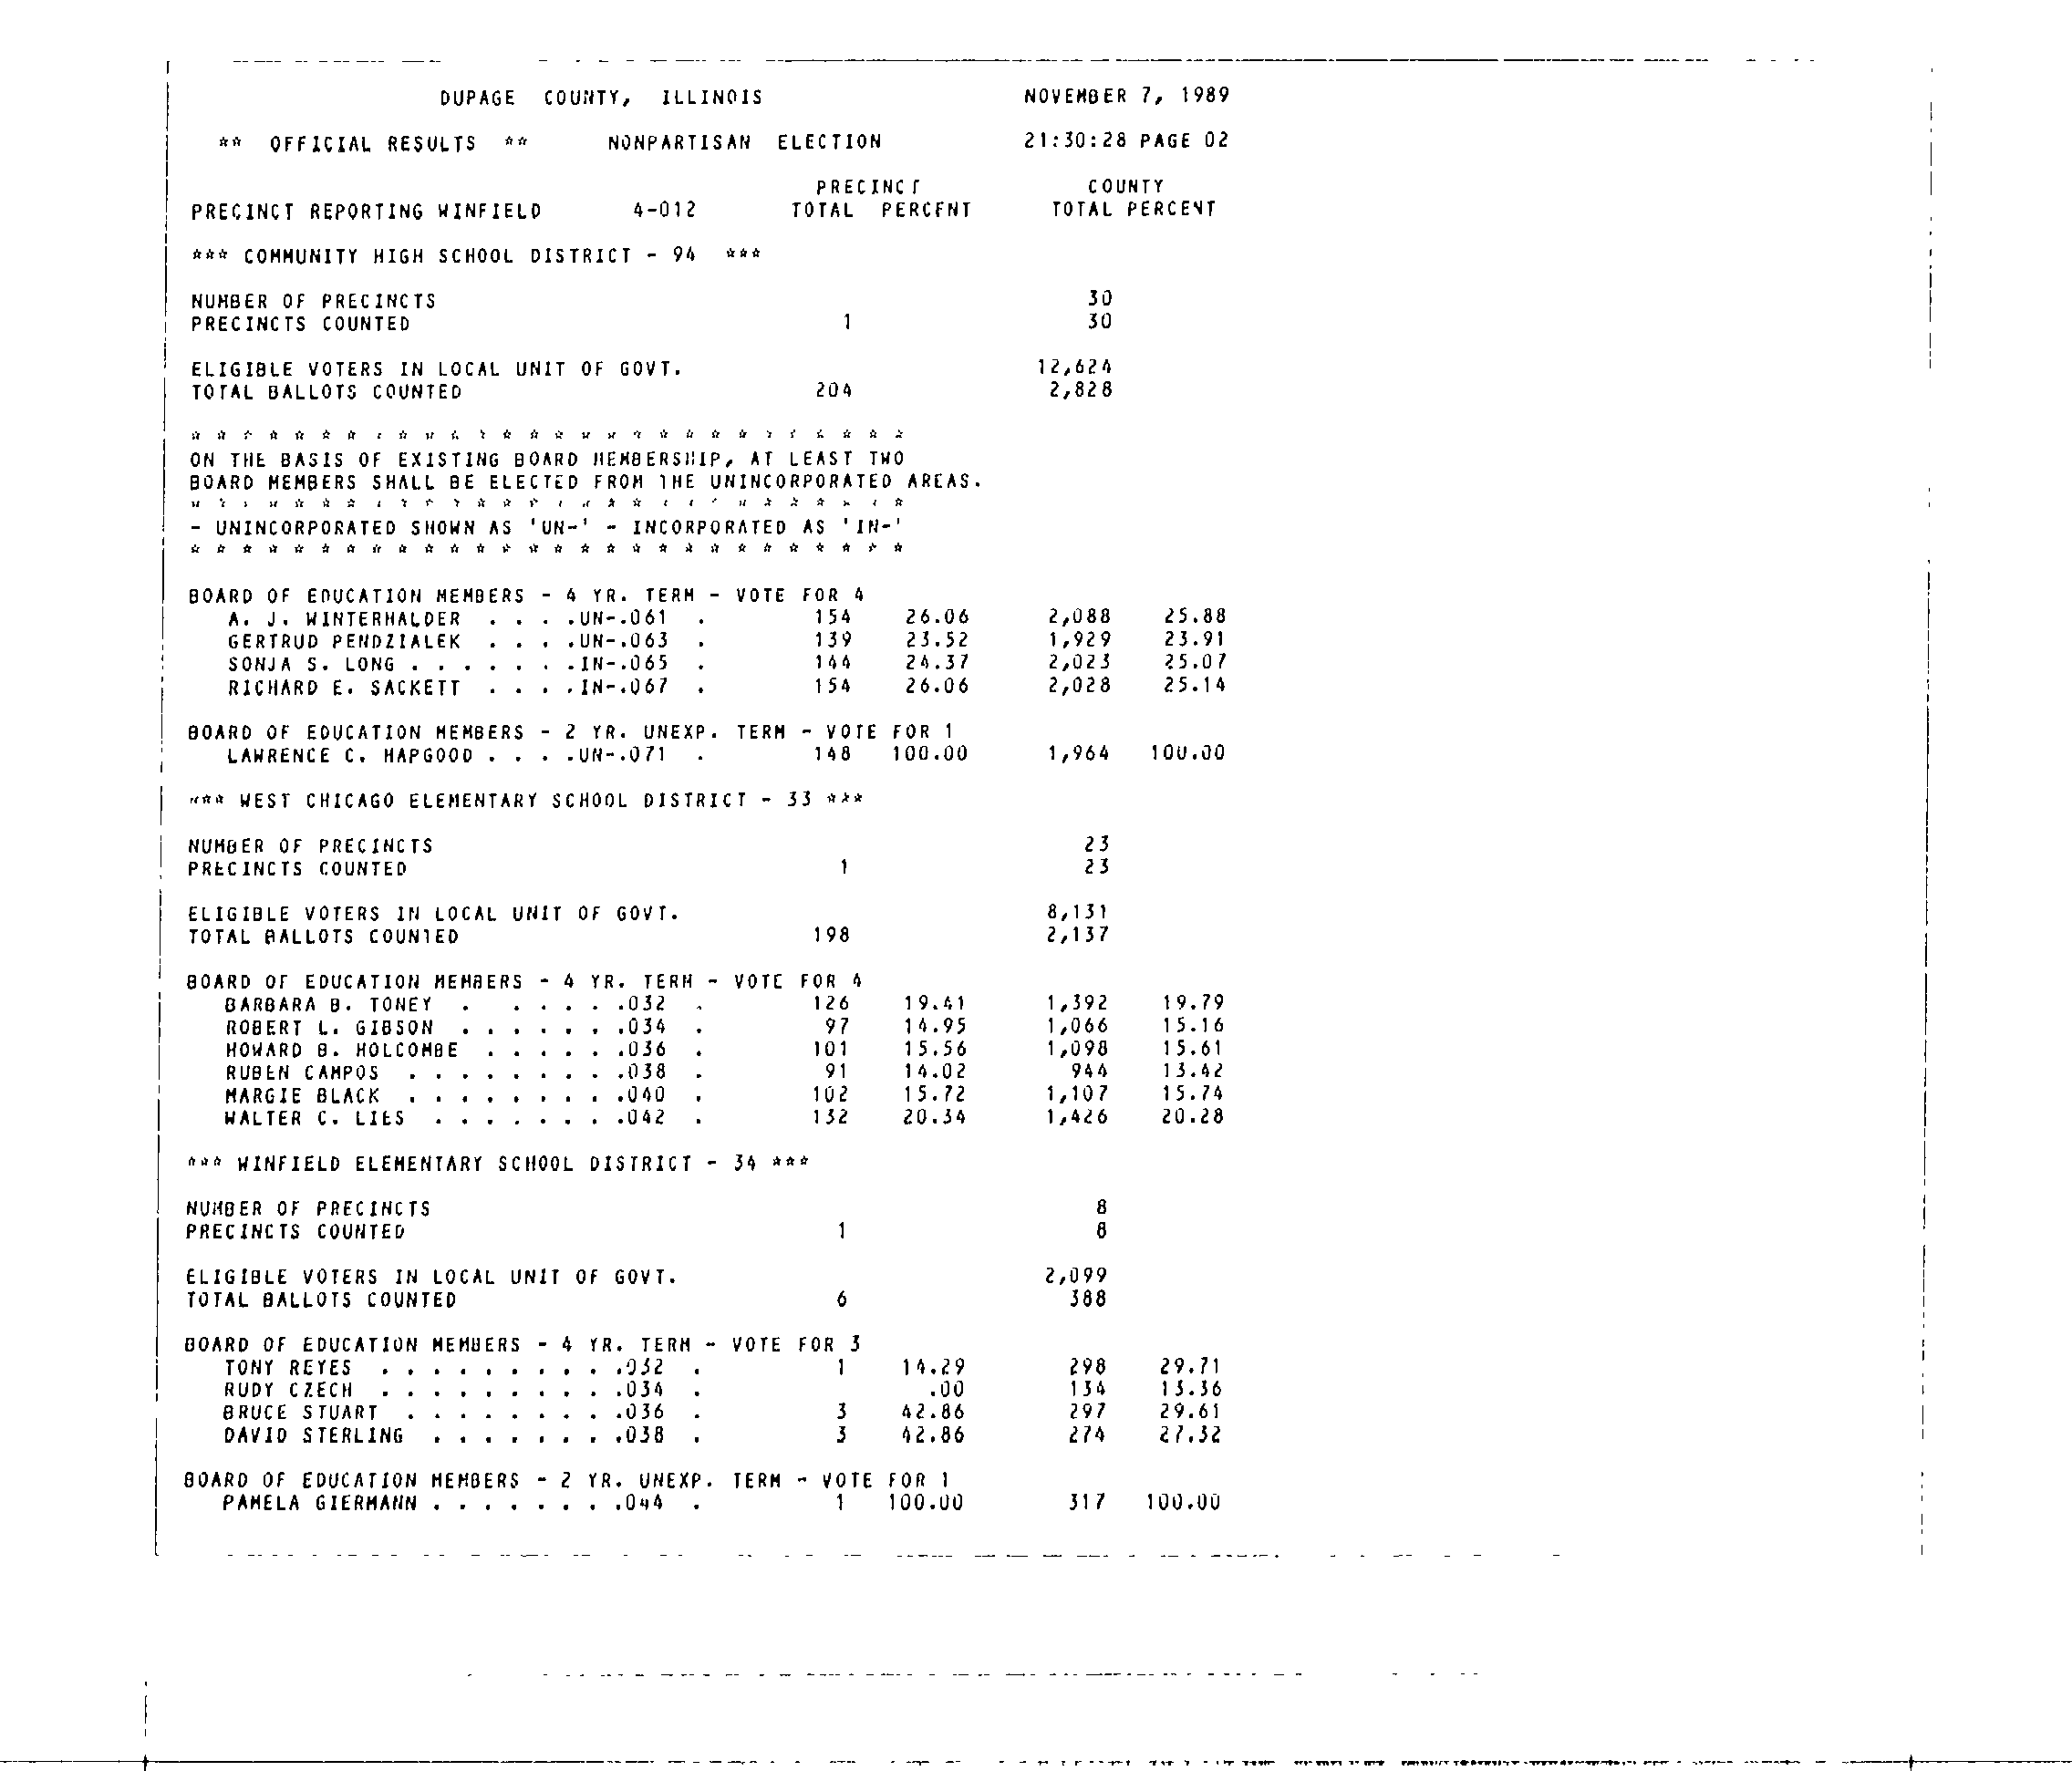 DUPAGE COUNTY, ILLINOIS NOVEMBER 7, 1989
** OFFICIAL RESULTS ** NONPARTISAN ELECTION 21:30:28 PAGE 02
PRECINCT COUNTY
PRECINCT REPORTING WINFIELD 4-012 TOTAL PERCENT TOTAL PERCENT
*** COMMUNITY HIGH SCHOOL DISTRICT - 94 ***
NUMBER OF PRECINCTS 30
PRECINCTS COUNTED 1 30
ELIGIBLE VOTERS IN LOCAL UNIT OF GOVT. 12,624
TOTAL BALLOTS COUNTED 204 2,828
* * * * * * * * * * * * * * * * * * * * * * * * * * * *
ON THE BASIS OF EXISTING BOARD MEMBERSHIP, AT LEAST TWO
BOARD MEMBERS SHALL BE ELECTED FROM THE UNINCORPORATED AREAS.
* * * * * * * * * * * * * * * * * * * * * * * * * * * *
- UNINCORPORATED SHOWN AS 'UN-' - INCORPORATED AS 'IN-'
* * * * * * * * * * * * * * * * * * * * * * * * * * * *
BOARD OF EDUCATION MEMBERS - 4 YR. TERM - VOTE FOR 4
A. J. WINTERHALDER . . . .UN-.061 . 154 26.06 2,088 25.88
GERTRUD PENDZIALEK . . . .UN-.063 . 139 23.52 1,929 23.91
SONJA S. LONG . . . . . . .IN-.065 . 144 24.37 2,023 25.07
RICHARD E. SACKETT . . . .IN-.067 . 154 26.06 2,028 25.14
BOARD OF EDUCATION MEMBERS - 2 YR. UNEXP. TERM - VOTE FOR 1
LAWRENCE C. HAPGOOD . . . .UN-.071 . 148 100.00 1,964 100.00
*** WEST CHICAGO ELEMENTARY SCHOOL DISTRICT - 33 ***
NUMBER OF PRECINCTS 23
PRECINCTS COUNTED 1 23
ELIGIBLE VOTERS IN LOCAL UNIT OF GOVT. 8,131
TOTAL BALLOTS COUNTED 198 2,137
BOARD OF EDUCATION MEMBERS - 4 YR. TERM - VOTE FOR 4
BARBARA B. TONEY . . . . . .032 . 126 19.41 1,392 19.79
ROBERT L. GIBSON . . . . . . .034 . 97 14.95 1,066 15.16
HOWARD B. HOLCOMBE . . . . . .036 . 101 15.56 1,098 15.61
RUBEN CAMPOS . . . . . . . . .038 . 91 14.02 944 13.42
MARGIE BLACK . . . . . . . . .040 . 102 15.72 1,107 15.74
WALTER C. LIES . . . . . . . .042 . 132 20.34 1,426 20.28
*** WINFIELD ELEMENTARY SCHOOL DISTRICT - 34 ***
NUMBER OF PRECINCTS 8
PRECINCTS COUNTED 1 8
ELIGIBLE VOTERS IN LOCAL UNIT OF GOVT. 2,099
TOTAL BALLOTS COUNTED 6 388
BOARD OF EDUCATION MEMBERS - 4 YR. TERM - VOTE FOR 3
TONY REYES . . . . . . . . . .032 . 1 14.29 298 29.71
RUDY CZECH . . . . . . . . . .034 . .00 134 13.36
BRUCE STUART . . . . . . . . .036 . 3 42.86 297 29.61
DAVID STERLING . . . . . . . .038 . 3 42.86 274 27.32
BOARD OF EDUCATION MEMBERS - 2 YR. UNEXP. TERM - VOTE FOR 1
PAMELA GIERMANN . . . . . . . .044 . 1 100.00 317 100.00